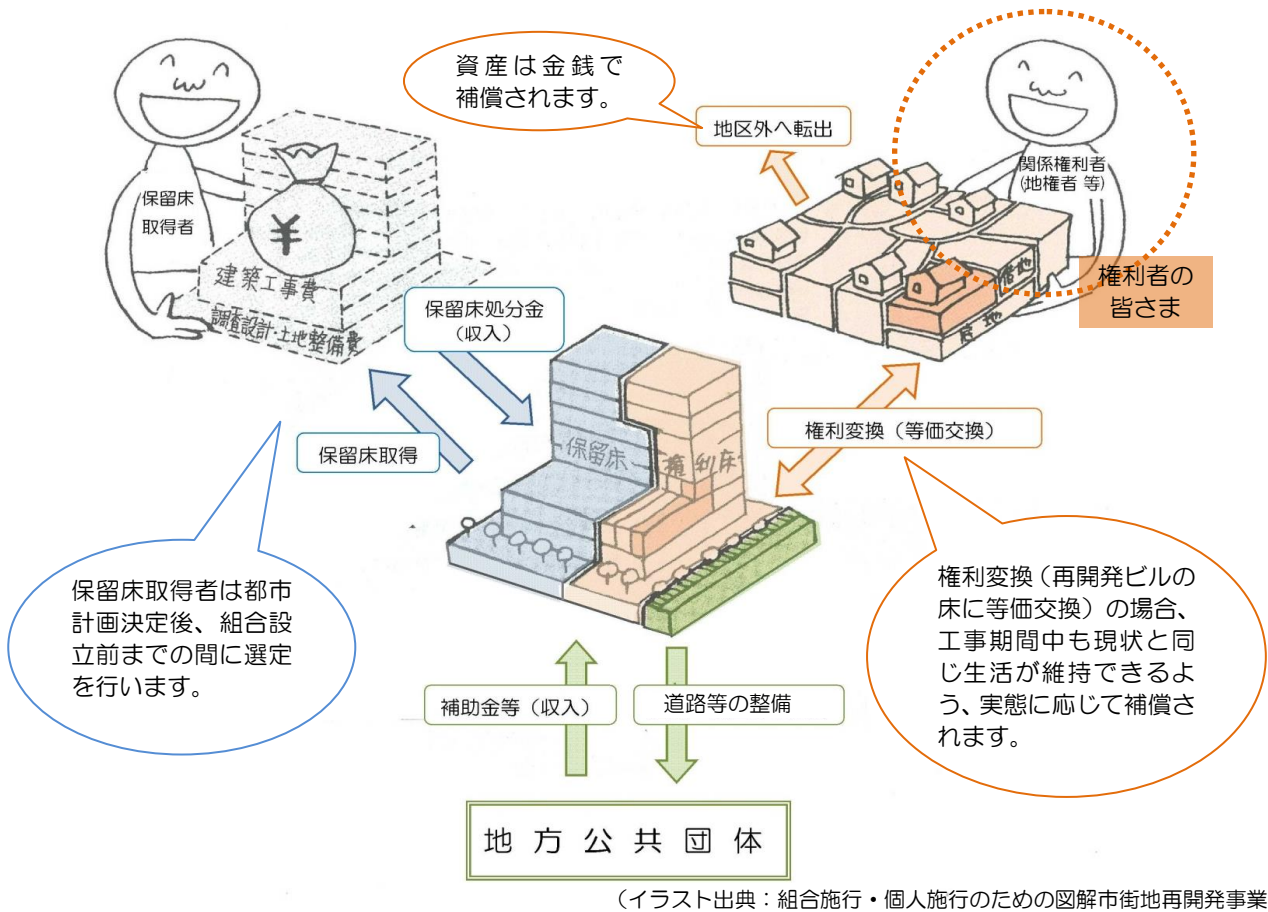 資産は金銭で
補償されます。
地区外へ転出
関係権利者
(地権者 等)
権利者の
皆さま
保留床
取得者
¥
建築工事費
調査設計・土地整備費
借地
底地
保留床処分金
(収入)
保留床取得
保留床
権利床
権利変換(等価交換)
保留床取得者は都市
計画決定後、組合設
立前までの間に選定
を行います。
権利変換(再開発ビルの
床に等価交換)の場合、
工事期間中も現状と同
じ生活が維持できるよ
う、実態に応じて補償さ
れます。
補助金等(収入)
道路等の整備
地方公共団体
(イラスト出典:組合施行・個人施行のための図解市街地再開発事業